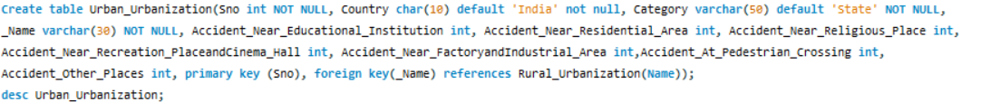 Create table Urban_Urbanization(Sno int NOT NULL, Country char(10) default 'India' not null, Category varchar(50) default 'State' NOT NULL,
_Name varchar(30) NOT NULL, Accident_Near_Educational_Institution int, Accident_Near_Residential_Area int, Accident_Near_Religious_Place int,
Accident_Near_Recreation_PlaceandCinema_Hall int, Accident_Near_FactoryandIndustrial_Area int,Accident_At_Pedestrian_Crossing int,
Accident_Other_Places int, primary key (Sno), foreign key(_Name) references Rural_Urbanization(Name));
desc Urban_Urbanization;